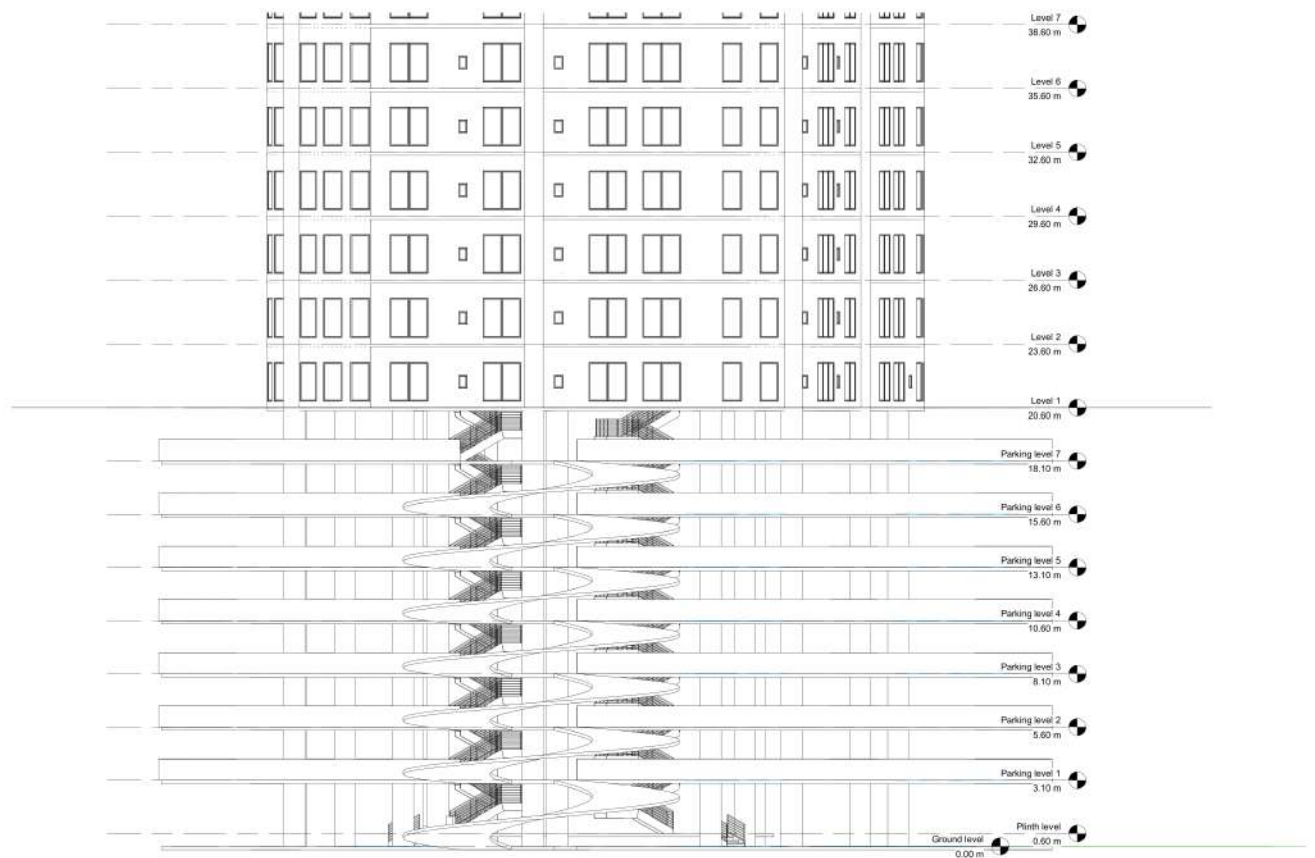 Level 7
38.60 m
Level 6
35.60 m
Level 5
32.60 m
Level 4
29.60 m
Level 3
26.60 m
Level 2
23.60 m
Level 1
20.60 m
Parking level 7
18.10 m
Parking level 6
15.60 m
Parking level 5
13.10 m
Parking level 4
10.60 m
Parking level 3
8.10 m
Parking level 2
5.60 m
Parking level 1
3.10 m
Plinth level
0.60 m
Ground level
0.00 m